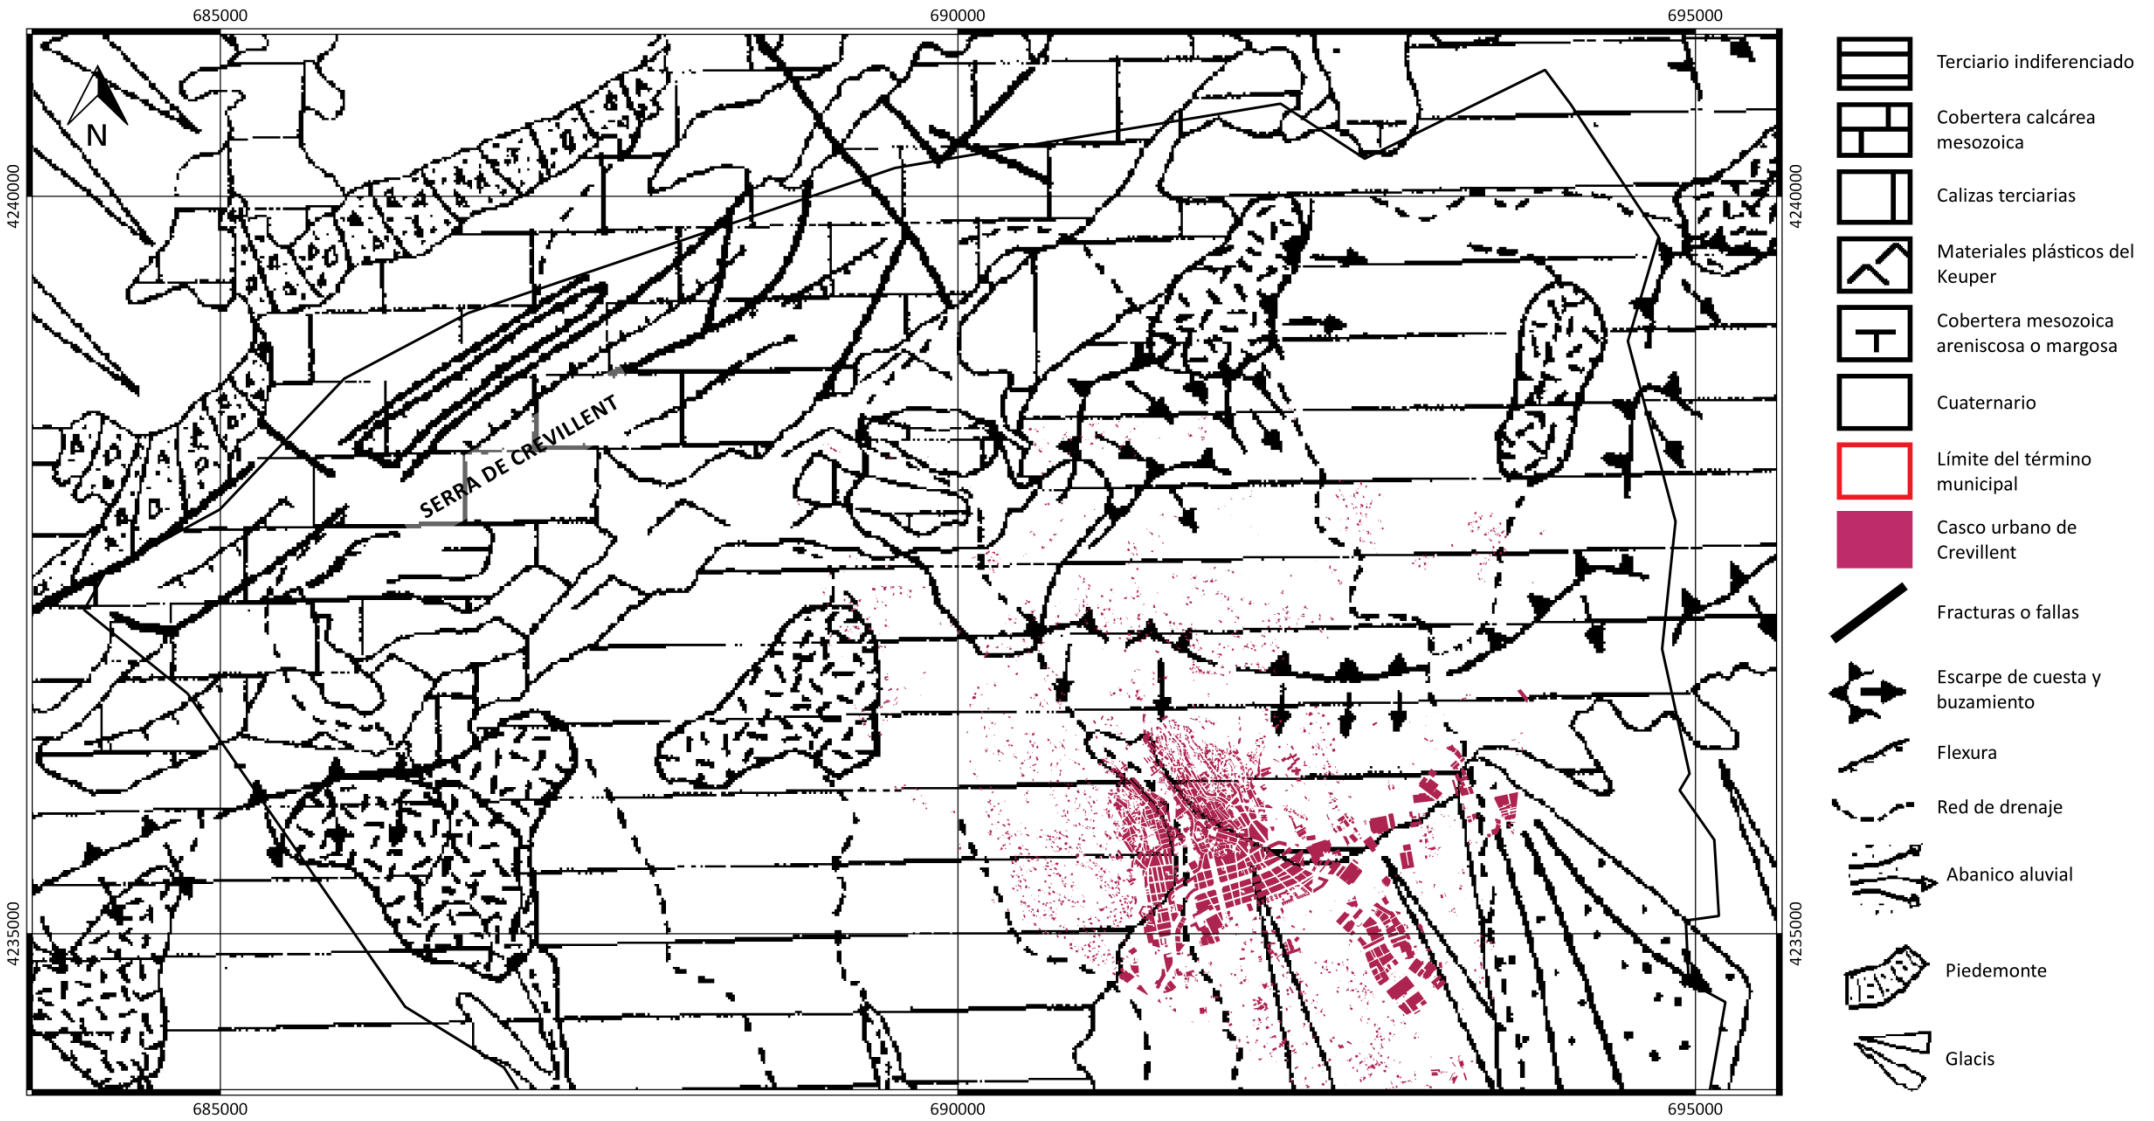 685000
690000
695000
4240000
4240000
4235000
4235000
N
SERRA DE CREVILLENT
685000
690000
695000
Terciario indiferenciado
Cobertera calcárea
mesozoica
Calizas terciarias
Materiales plásticos del
Keuper
Cobertera mesozoica
areniscosa o margosa
Cuaternario
Límite del término
municipal
Casco urbano de
Crevillent
Fracturas o fallas
Escarpe de cuesta y
buzamiento
Flexura
Red de drenaje
Abanico aluvial
Piedemonte
Glacis